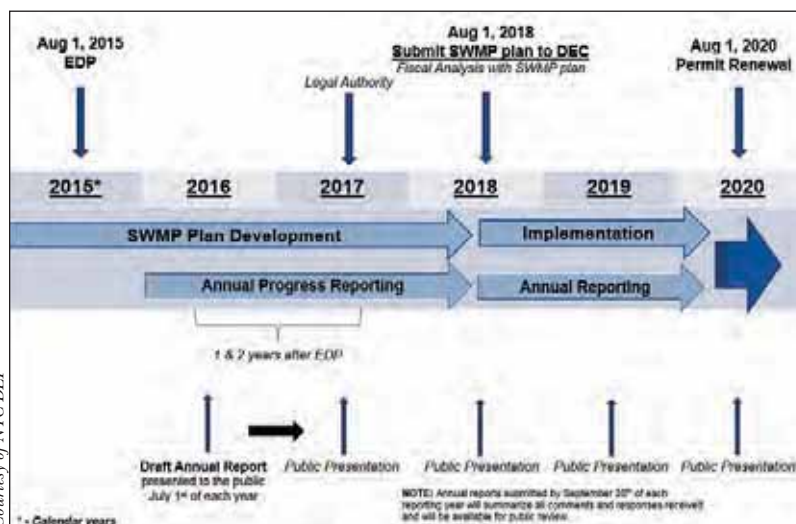 Aug 1, 2015
EDP
Legal Authority
Aug 1, 2018
Submit SWMP plan to DEC
Fiscal Analysis with SWMP plan
Aug 1, 2020
Permit Renewal
2015*
2016
2017
2018
2019
2020
SWMP Plan Development
Implementation
Annual Progress Reporting
Annual Reporting
1 & 2 years after EDP
Draft Annual Report
presented to the public
July 1st of each year
Public Presentation
Public Presentation
Public Presentation
Public Presentation
NOTE: Annual reports submitted by September 30th of each
reporting year will summarize all comments and responses received
and will be available for public review.
* - Calendar years
Courtesy of NYC DEP